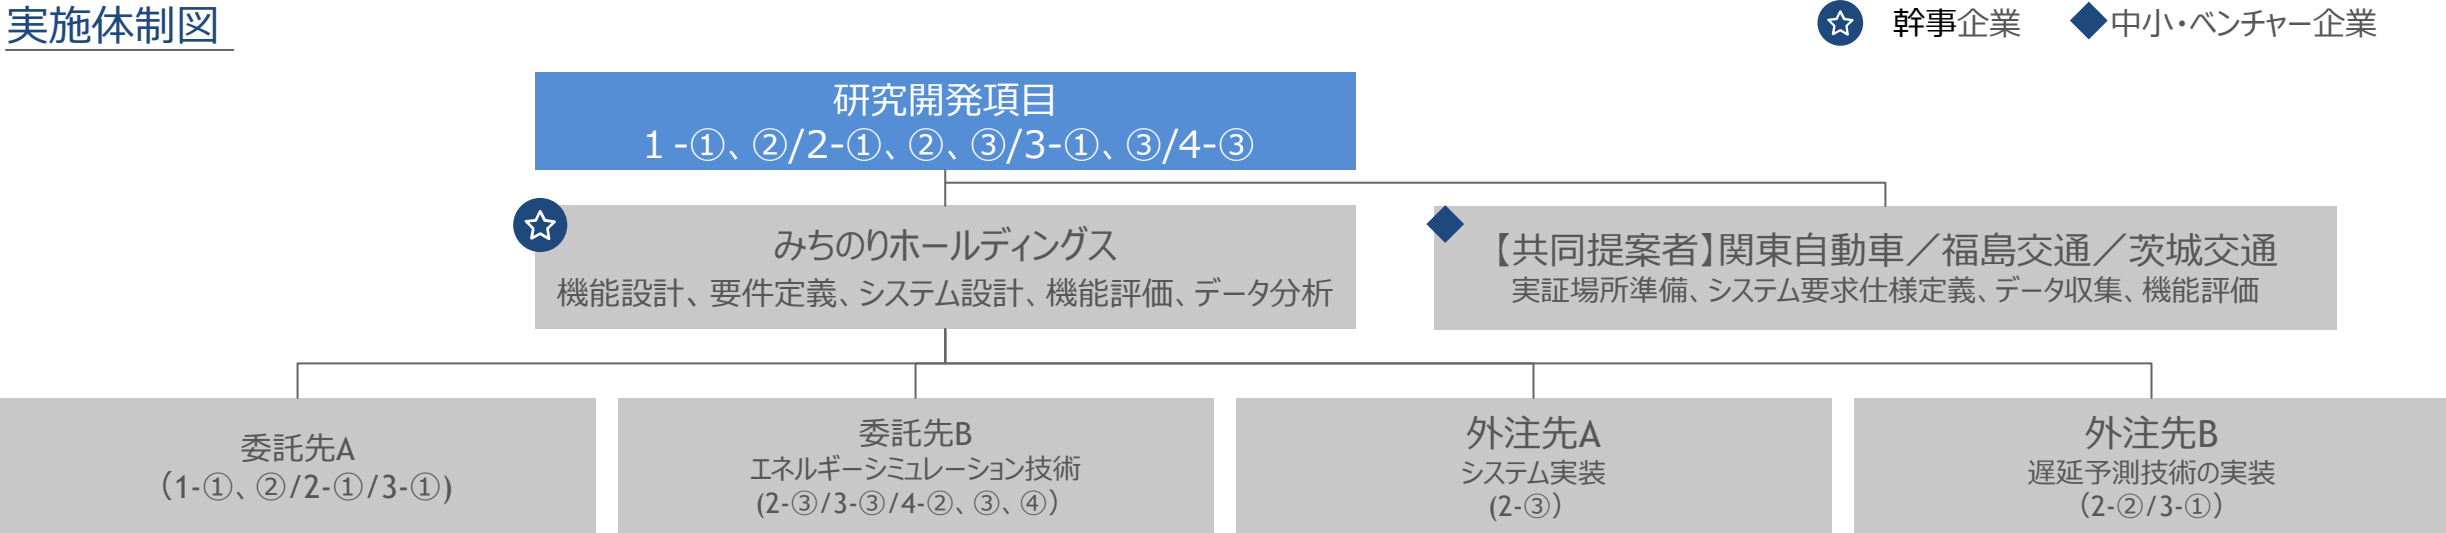 実施体制図
幹事企業
中小・ベンチャー企業
研究開発項目
１-①、②/2-①、②、③/3-①、③/4-③
みちのりホールディングス
機能設計、要件定義、システム設計、機能評価、データ分析
【共同提案者】関東自動車／福島交通／茨城交通
実証場所準備、システム要求仕様定義、データ収集、機能評価
委託先A
（1-①、②/2-①/3-①)
委託先B
エネルギーシミュレーション技術
(2-③/3-③/4-②、③、④）
外注先A
システム実装
(2-③）
外注先B
遅延予測技術の実装
（2-②/3-①）